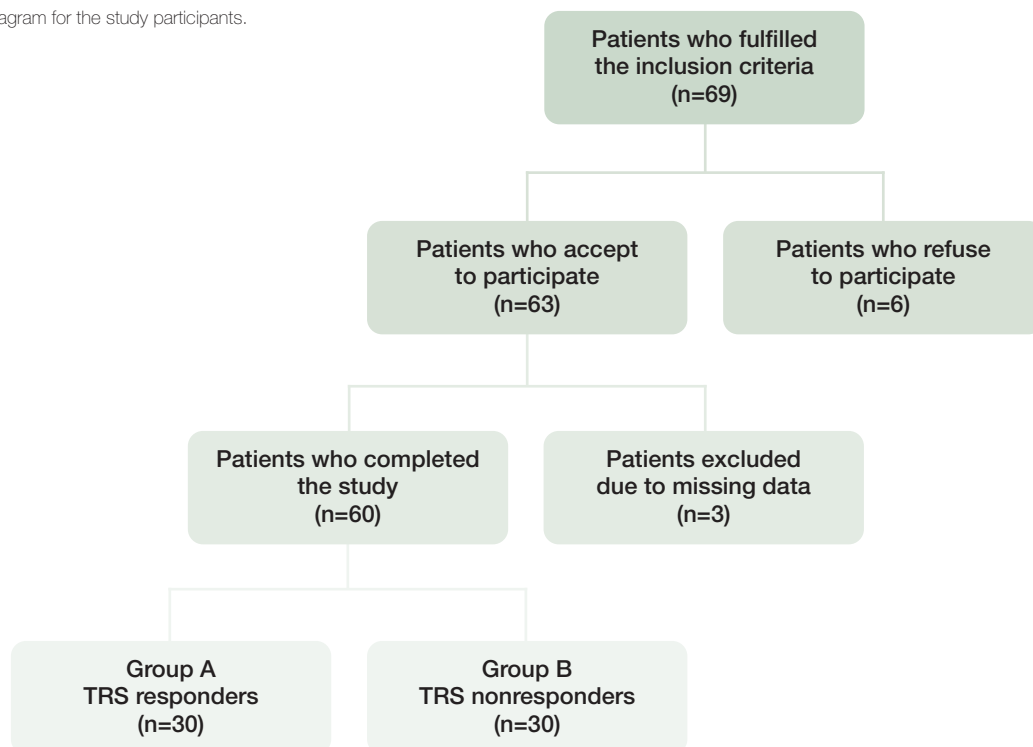 agram for the study participants.
Patients who fulfilled
the inclusion criteria
(n=69)
Patients who accept
to participate
(n=63)
Patients who refuse
to participate
(n=6)
Patients who completed
the study
(n=60)
Patients excluded
due to missing data
(n=3)
Group A
TRS responders
(n=30)
Group B
TRS nonresponders
(n=30)